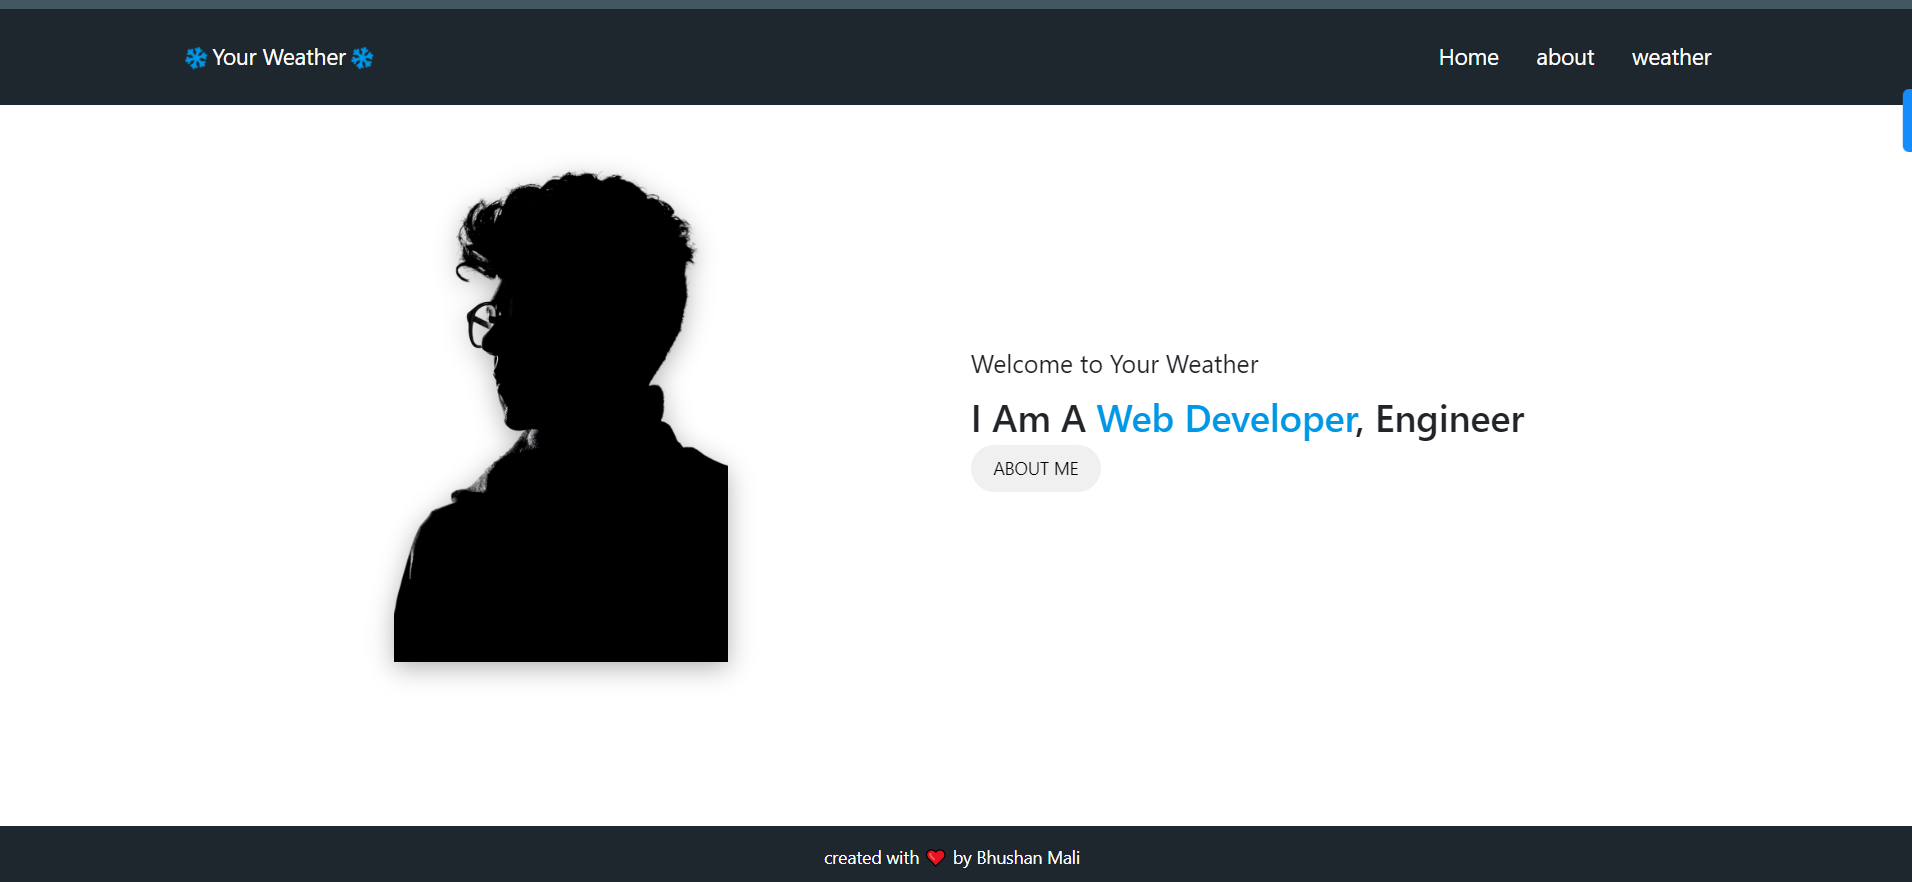 ❄ Your Weather ❄
Home about weather
Welcome to Your Weather
I Am A Web Developer, Engineer
ABOUT ME
created with ❤ by Bhushan Mali